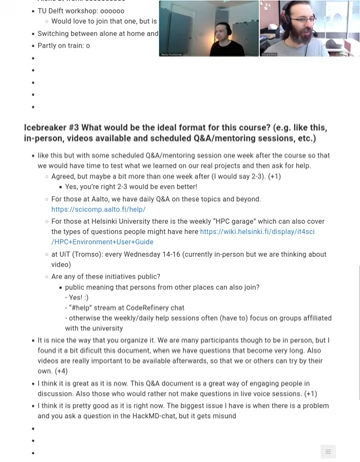 • TU Delft workshop: oooooo
◦ Would love to join that one, but is
• Switching between alone at home and
• Partly on train: o
Icebreaker #3 What would be the ideal format for this course? (e.g. like this,
in-person, videos available and scheduled Q&A/mentoring sessions, etc.)
• like this but with some scheduled Q&A/mentoring session one week after the course so that
we would have time to test what we learned on our real projects and then ask for help.
◦ Agreed, but maybe a bit more than one week after (I would say 2-3). (+1)
▪ Yes, you're right 2-3 would be even better!
◦ For those at Aalto, we have daily Q&A on these topics and beyond.
https://scicomp.aalto.fi/help/
◦ For those at Helsinki University there is the weekly "HPC garage" which can also cover
the types of questions people might have here https://wiki.helsinki.fi/display/it4sci
/HPC+Environment+User+Guide
◦ at UiT (Tromso): every Wednesday 14-16 (currently in-person but we are thinking about
video)
◦ Are any of these initiatives public?
▪ public meaning that persons from other places can also join?
- Yes! :)
- "#help" stream at CodeRefinery chat
- otherwise the weekly/daily help sessions often (have to) focus on groups affiliated
with the university
• It is nice the way that you organize it. We are many participants though to be in person, but I
found it a bit dificult this document, when we have questions that become very long. Also
videos are really important to be available afterwards, so that we or others can try by their
own. (+4)
• I think it is great as it is now. This Q&A document is a great way of engaging people in
discussion. Also those who would rather not make questions in live voice sessions. (+1)
• I think it is pretty good as it is right now. The biggest issue I have is when there is a problem
and you ask a question in the HackMD-chat, but it gets misund